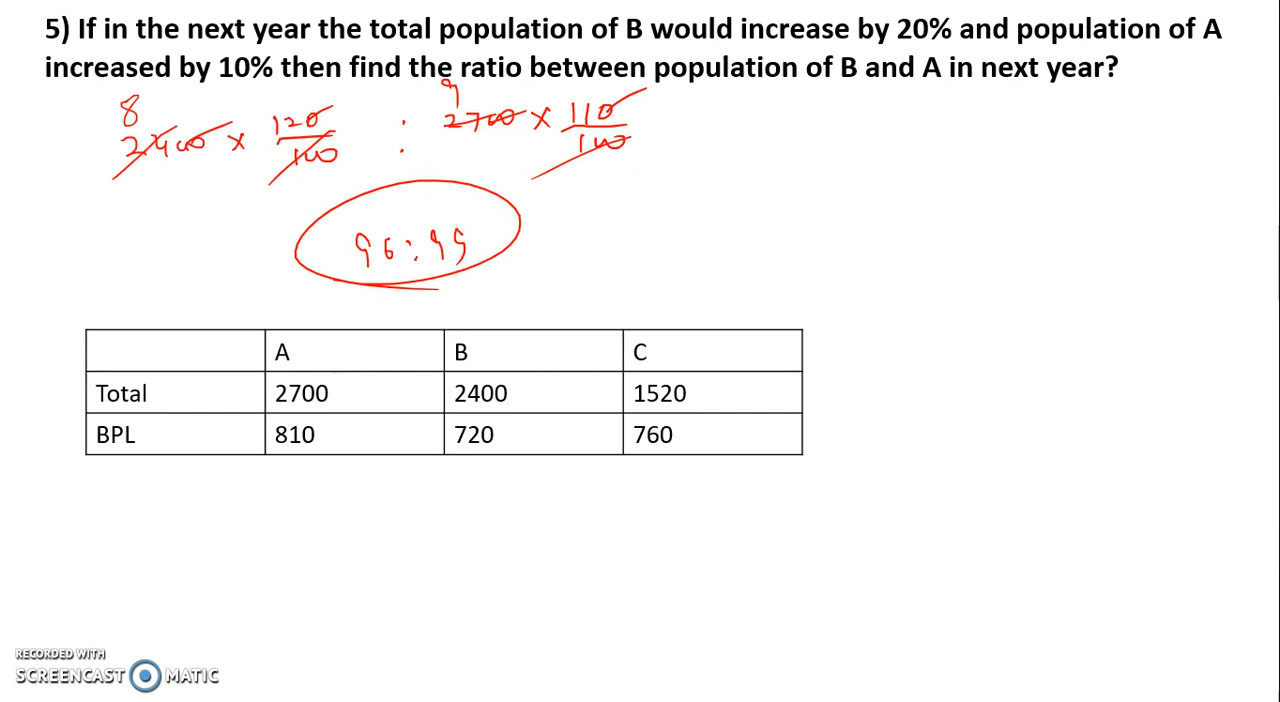 5) If in the next year the total population of B would increase by 20% and population of A
increased by 10% then find the ratio between population of B and A in next year?
8 9
2400 × 120/100 : 2700 × 110/100
96:99
A B C
Total 2700 2400 1520
BPL 810 720 760
RECORDED WITH
SCREENCAST MATIC